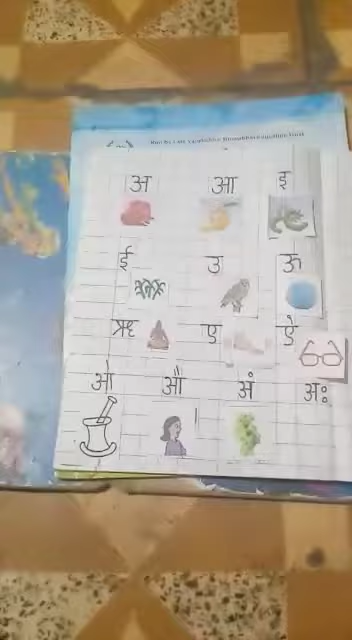 अ आ इ
ई उ ऊ
ऋ ए ऐ
ओ औ अं अः